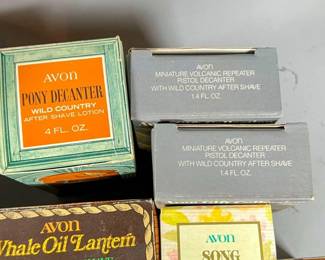 AVON
PONY DECANTER
WILD COUNTRY
AFTER SHAVE LOTION
4 FL. OZ.
AVON
MINIATURE VOLCANIC REPEATER
PISTOL DECANTER
WITH WILD COUNTRY AFTER SHAVE
1.4 FL. OZ.
AVON
MINIATURE VOLCANIC REPEATER
PISTOL DECANTER
WITH WILD COUNTRY AFTER SHAVE
1.4 FL. OZ.
AVON
Whale Oil Lantern
AVON
SONG